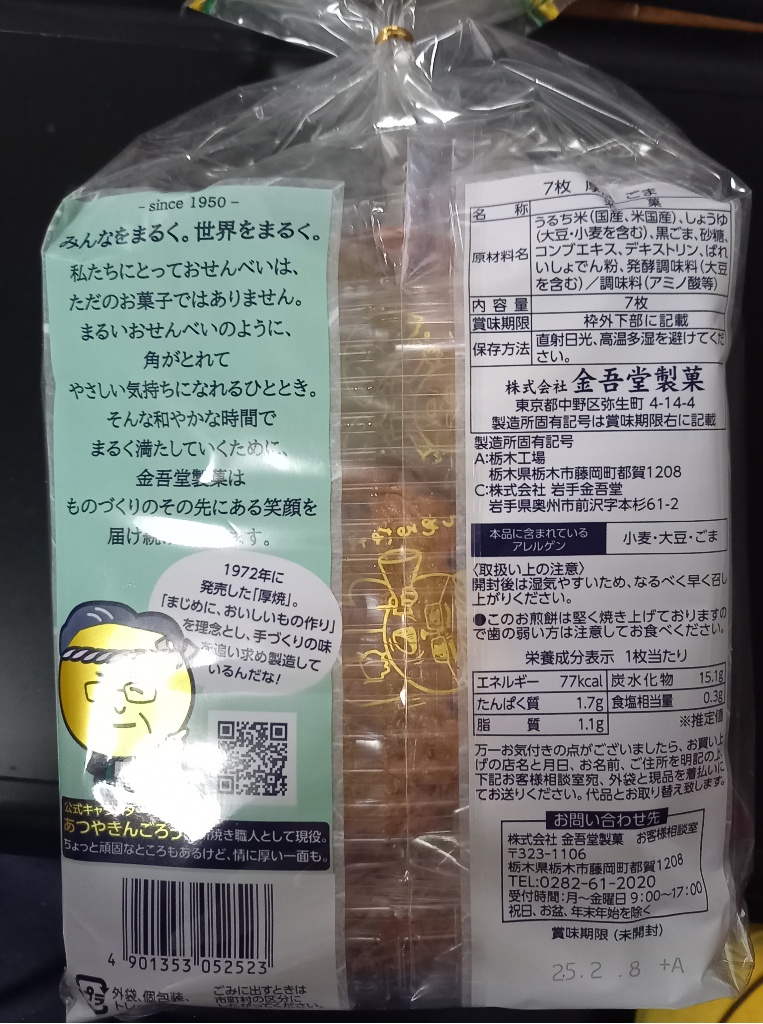 - since 1950 -
みんなをまるく。世界をまるく。
私たちにとっておせんべいは、
ただのお菓子ではありません。
まるいおせんべいのように、
角がとれて
やさしい気持ちになれるひととき。
そんな和やかな時間で
まるく満たしていくために、
金吾堂製菓は
ものづくりのその先にある笑顔を
届け続 す。
1972年に
発売した「厚焼」。
「まじめに、おいしいもの作り」
を理念とし、手づくりの味
を追い求め製造して
いるんだな!
公式キャラクター
あつやきんごろう 焼き職人として現役。
ちょっと頑固なところもあるけど、情に厚い一面も。
4 901353 052523
プラ
外袋、個包装、
トレー
ごみに出すときは
市町村の区分に
したがってください。
7枚 厚 ごま
名称 菓
原材料名
うるち米(国産、米国産)、しょうゆ
(大豆・小麦を含む)、黒ごま、砂糖、
コンブエキス、デキストリン、ばれ
いしょでん粉、発酵調味料(大豆
を含む)/調味料(アミノ酸等)
内容量 7枚
賞味期限 枠外下部に記載
保存方法 直射日光、高温多湿を避けてくだ
さい。
株式会社 金吾堂製菓
東京都中野区弥生町 4-14-4
製造所固有記号は賞味期限右に記載
製造所固有記号
A:栃木工場
栃木県栃木市藤岡町都賀1208
C:株式会社 岩手金吾堂
岩手県奥州市前沢字本杉61-2
本品に含まれている
アレルゲン
小麦・大豆・ごま
〈取扱い上の注意〉
開封後は湿気やすいため、なるべく早く召し
上がりください。
●このお煎餅は堅く焼き上げておりますの
で歯の弱い方は注意してお食べください。
栄養成分表示 1枚当たり
エネルギー 77kcal 炭水化物 15.1g
たんぱく質 1.7g 食塩相当量 0.3g
脂質 1.1g ※推定値
万一お気付きの点がございましたら、お買い上
げの店名と月日、お名前、ご住所を明記の上、
下記お客様相談室宛、外袋と現品を着払いに
てお送りください。代品とお取り替え致します。
お問い合わせ先
株式会社 金吾堂製菓 お客様相談室
〒323-1106
栃木県栃木市藤岡町都賀1208
TEL:0282-61-2020
受付時間:月〜金曜日 9:00〜17:00
祝日、お盆、年末年始を除く
賞味期限 (未開封)
25.2.8 +A